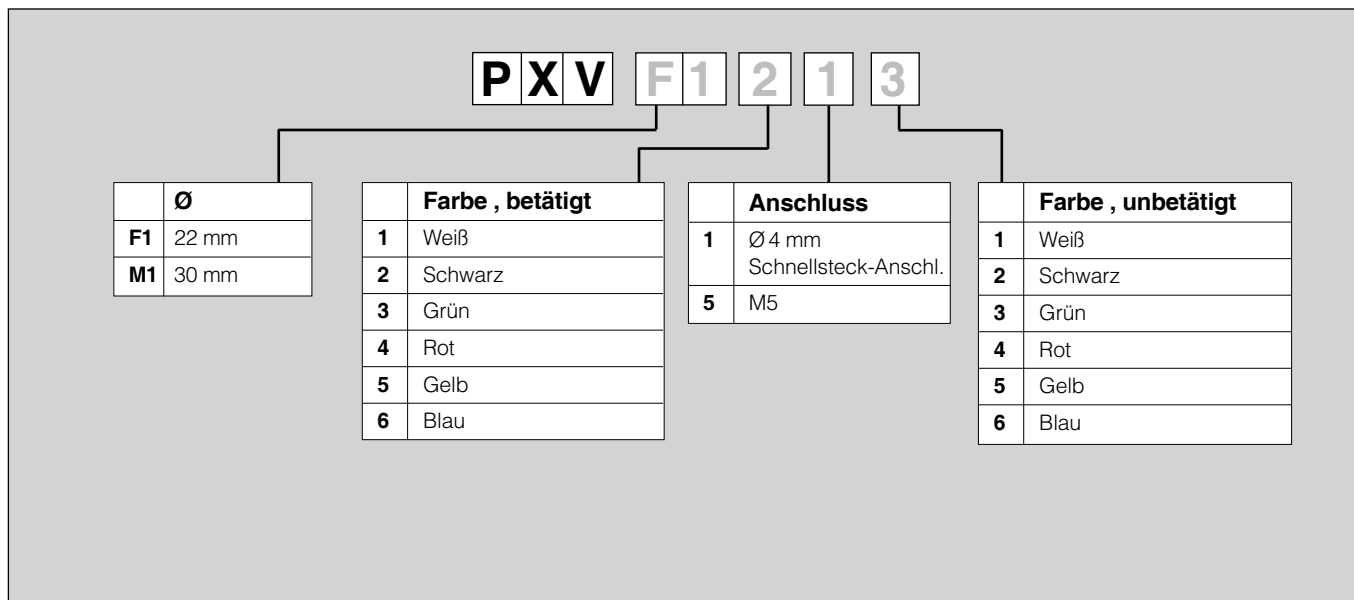 PXV F1 2 1 3
Ø
F1 22 mm
M1 30 mm
Farbe , betätigt
1 Weiß
2 Schwarz
3 Grün
4 Rot
5 Gelb
6 Blau
Anschluss
1 Ø 4 mm
Schnellsteck-Anschl.
5 M5
Farbe , unbetätigt
1 Weiß
2 Schwarz
3 Grün
4 Rot
5 Gelb
6 Blau